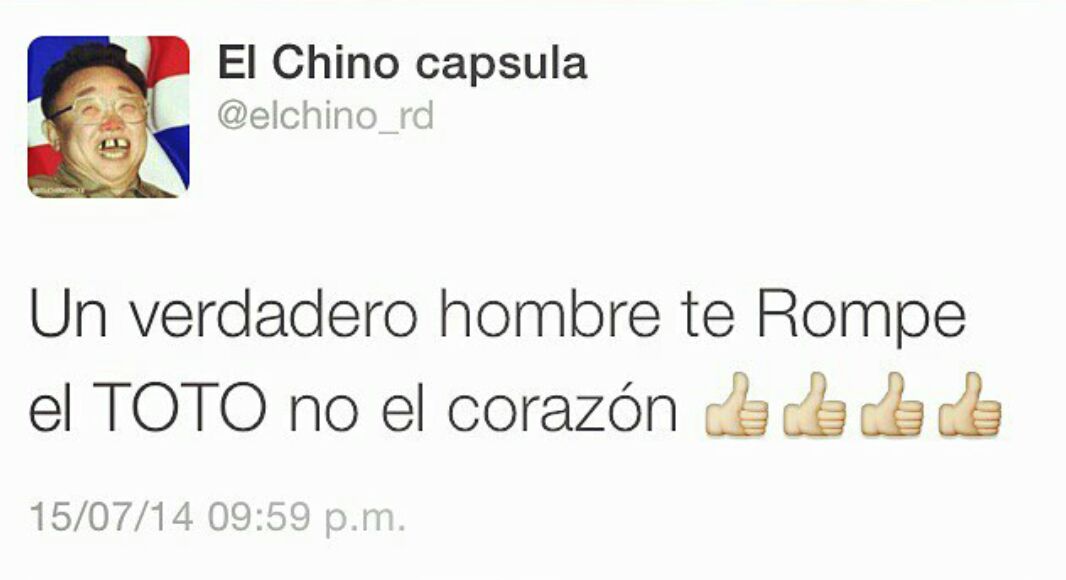 El Chino capsula
@elchino_rd
Un verdadero hombre te Rompe
el TOTO no el corazón 👍👍👍👍
15/07/14 09:59 p.m.